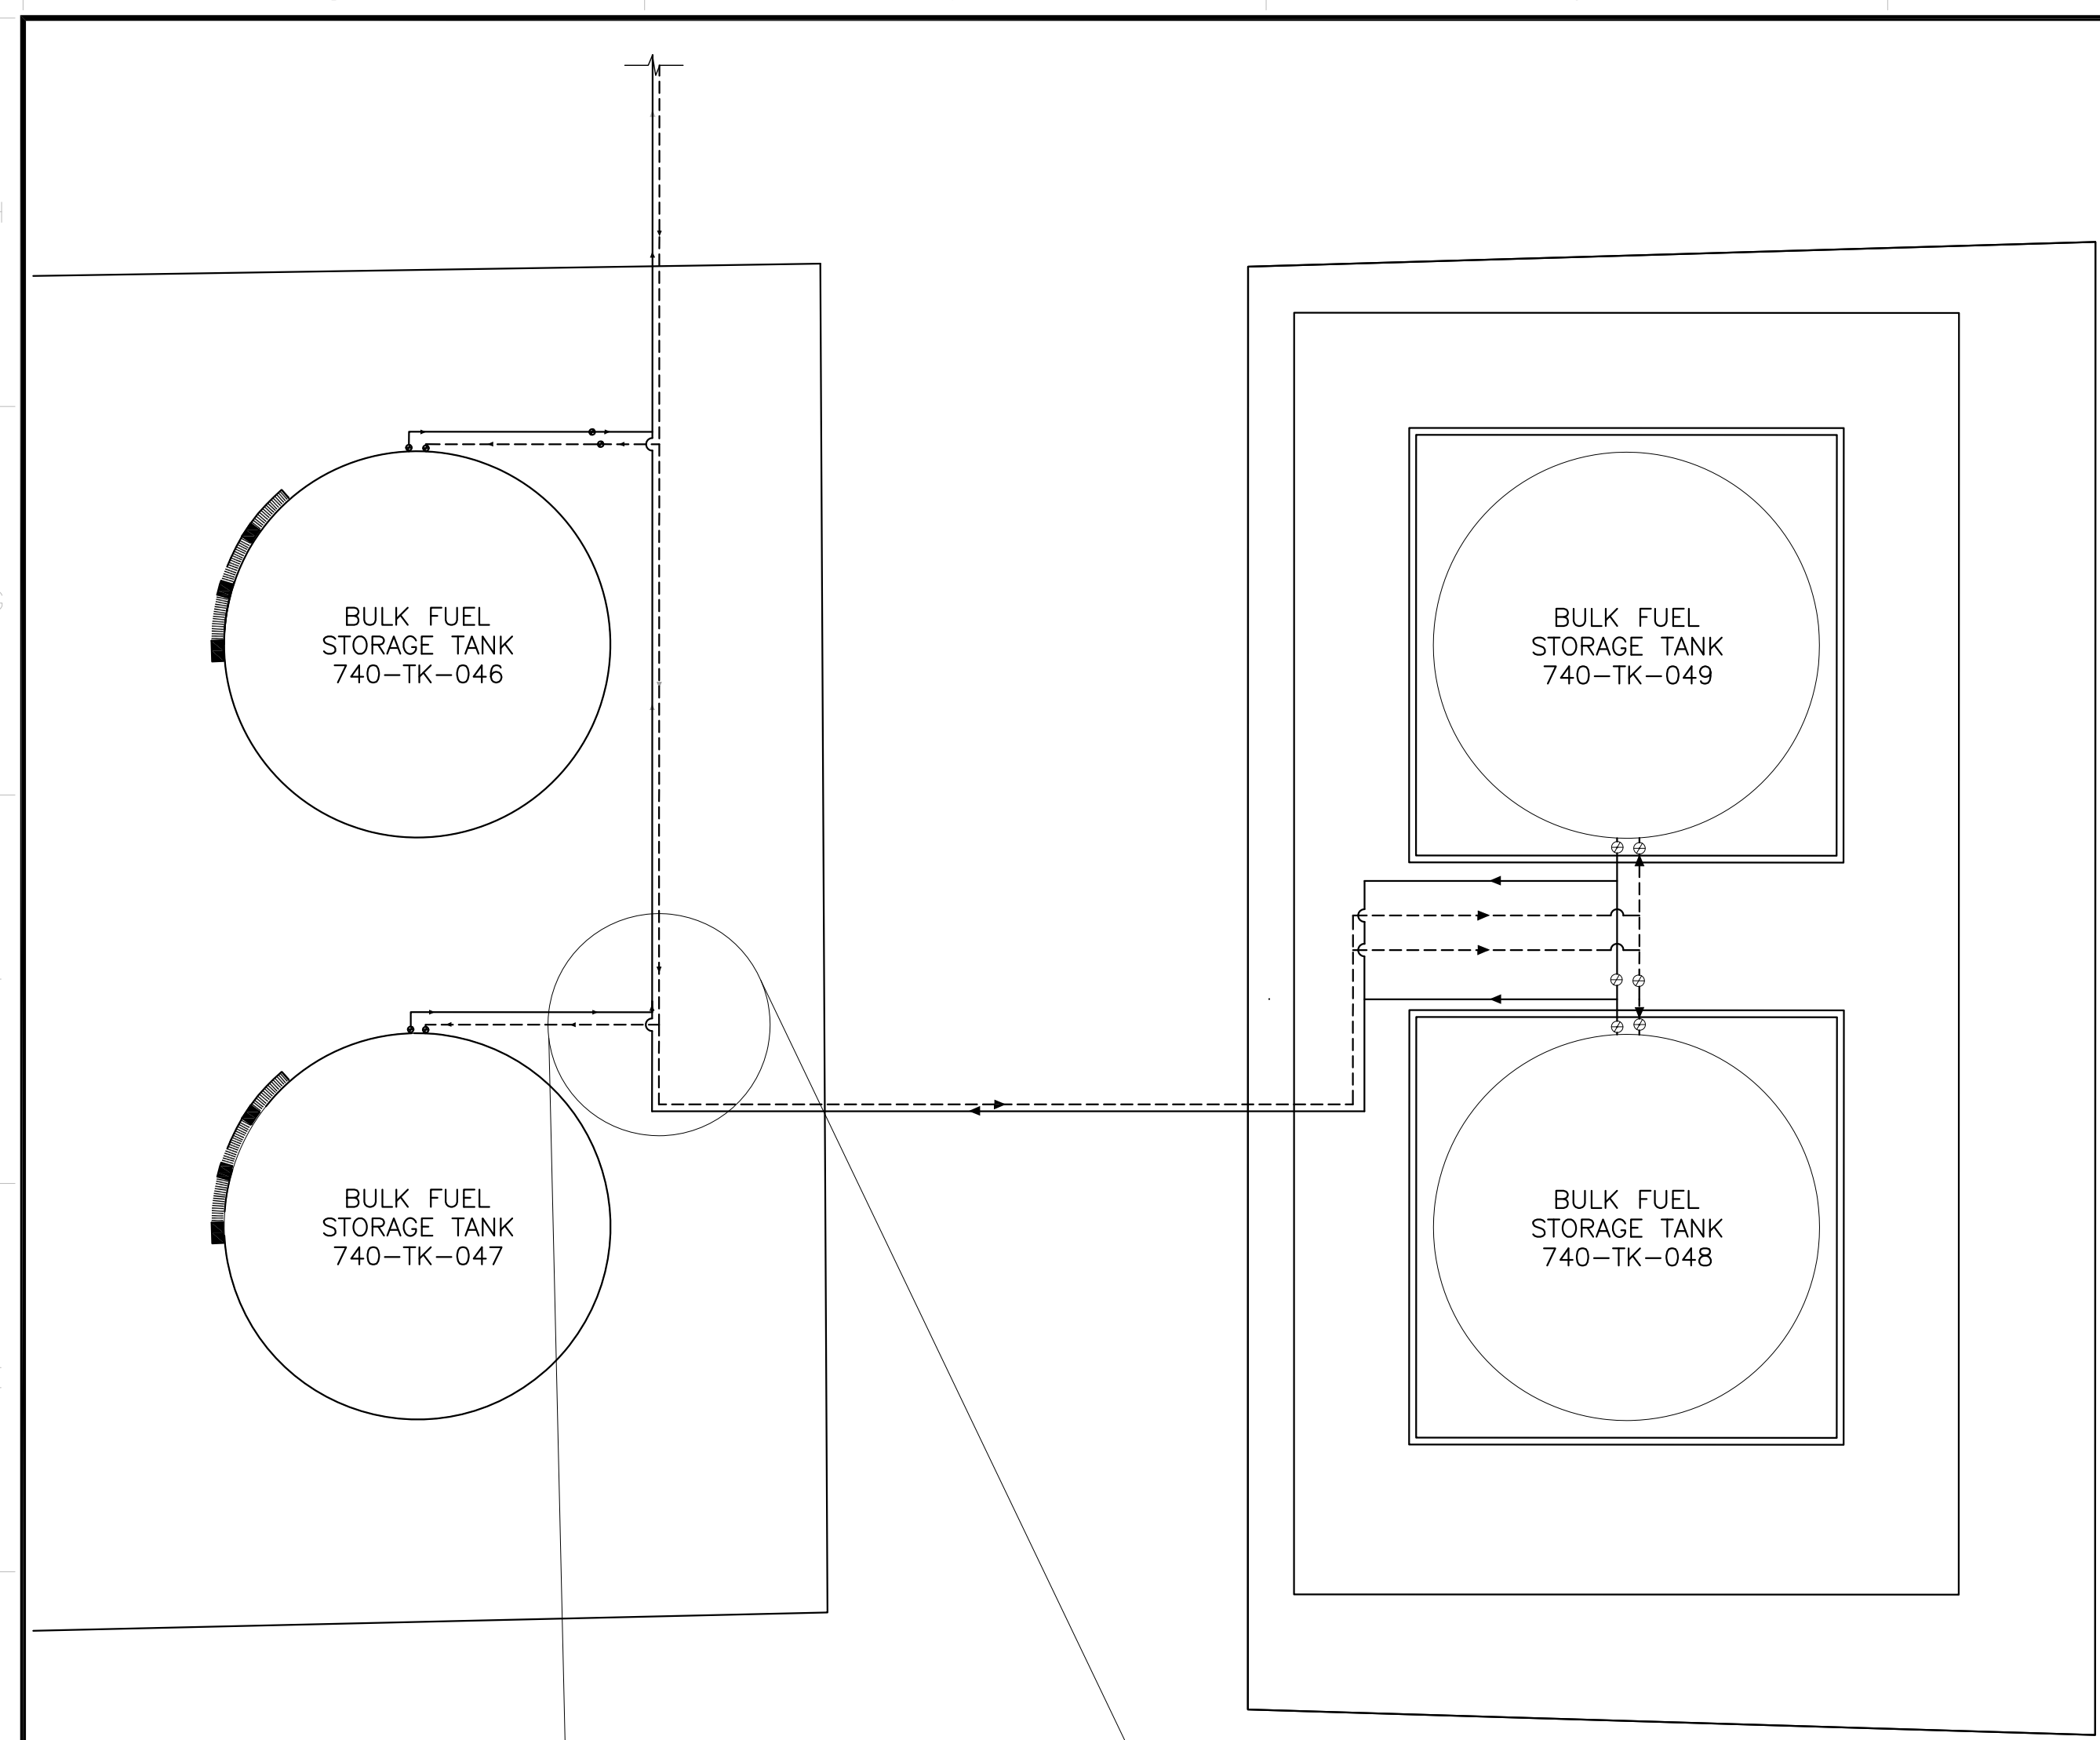 BULK FUEL
STORAGE TANK
740-TK-046
BULK FUEL
STORAGE TANK
740-TK-049
BULK FUEL
STORAGE TANK
740-TK-047
BULK FUEL
STORAGE TANK
740-TK-048